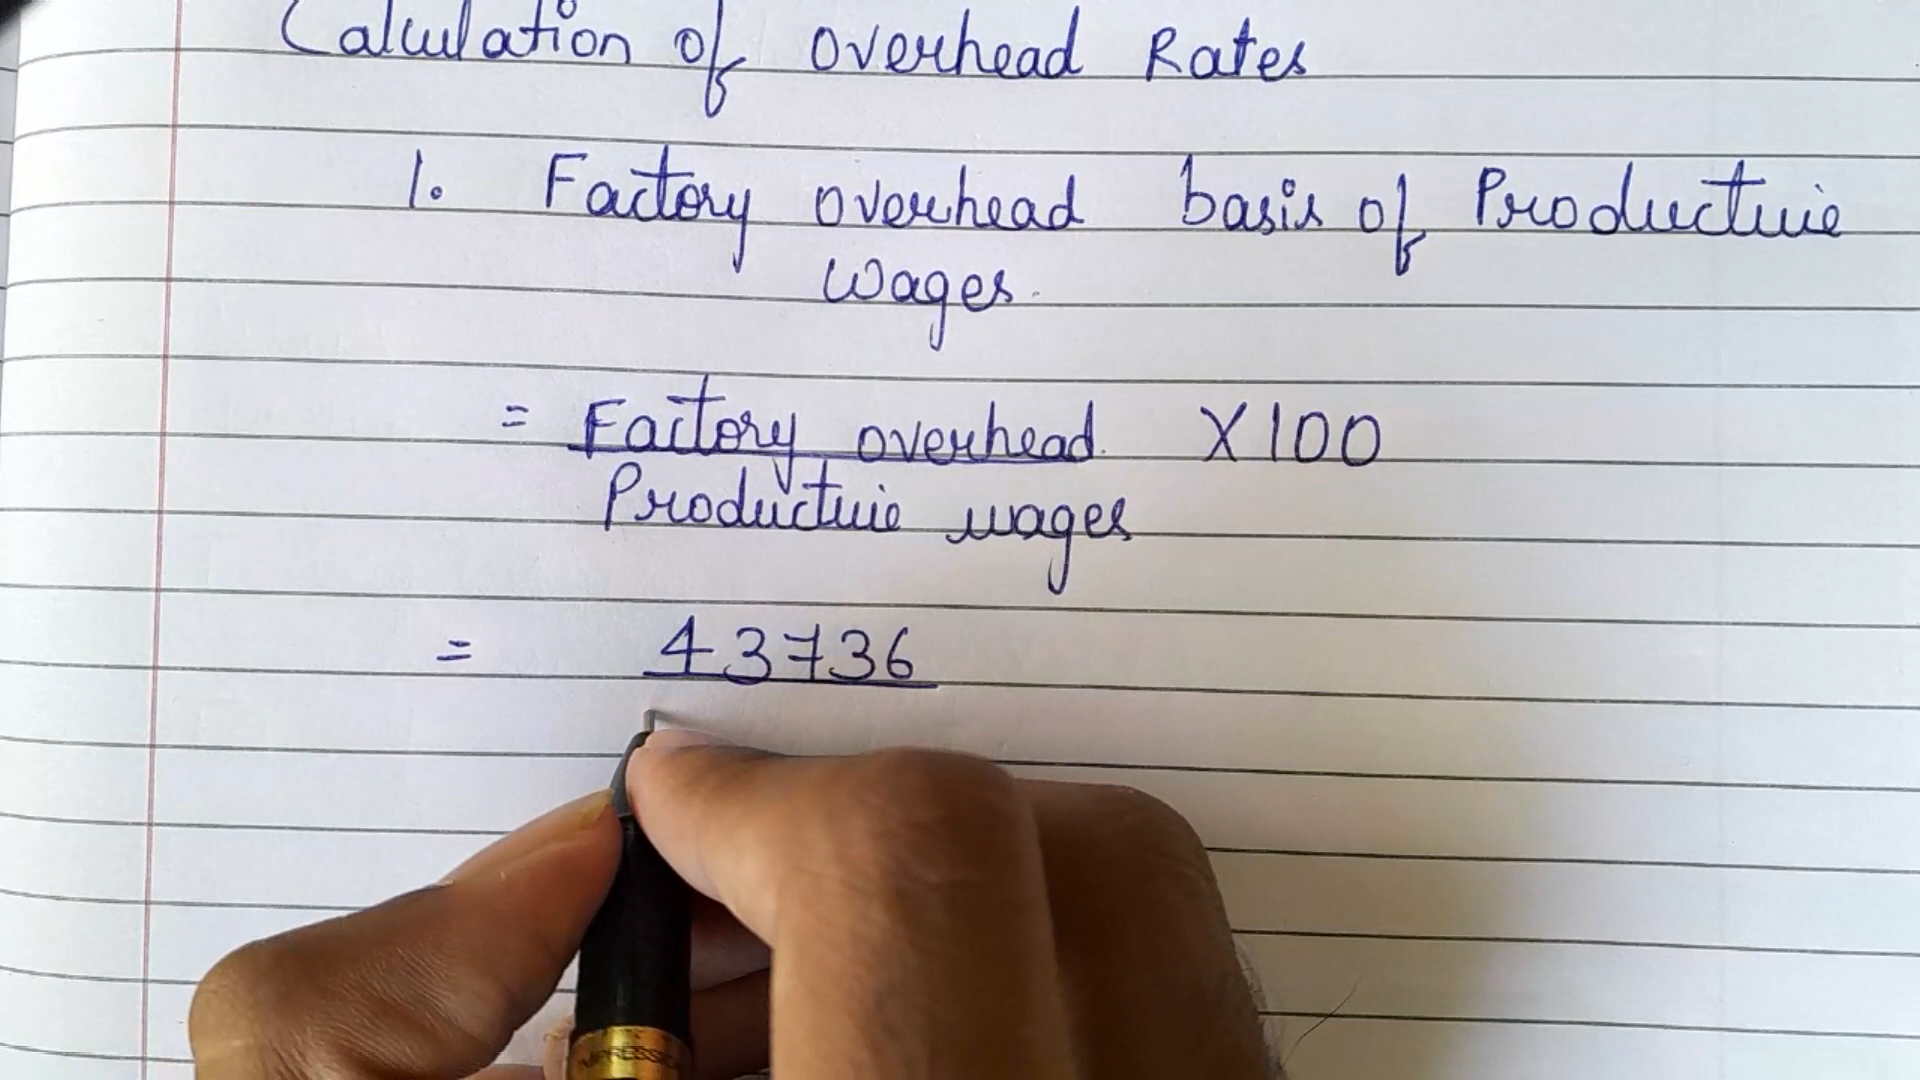 Calculation of overhead Rates
1. Factory overhead basis of Productive
wages.
= Factory overhead X100
Productive wages
= 43736